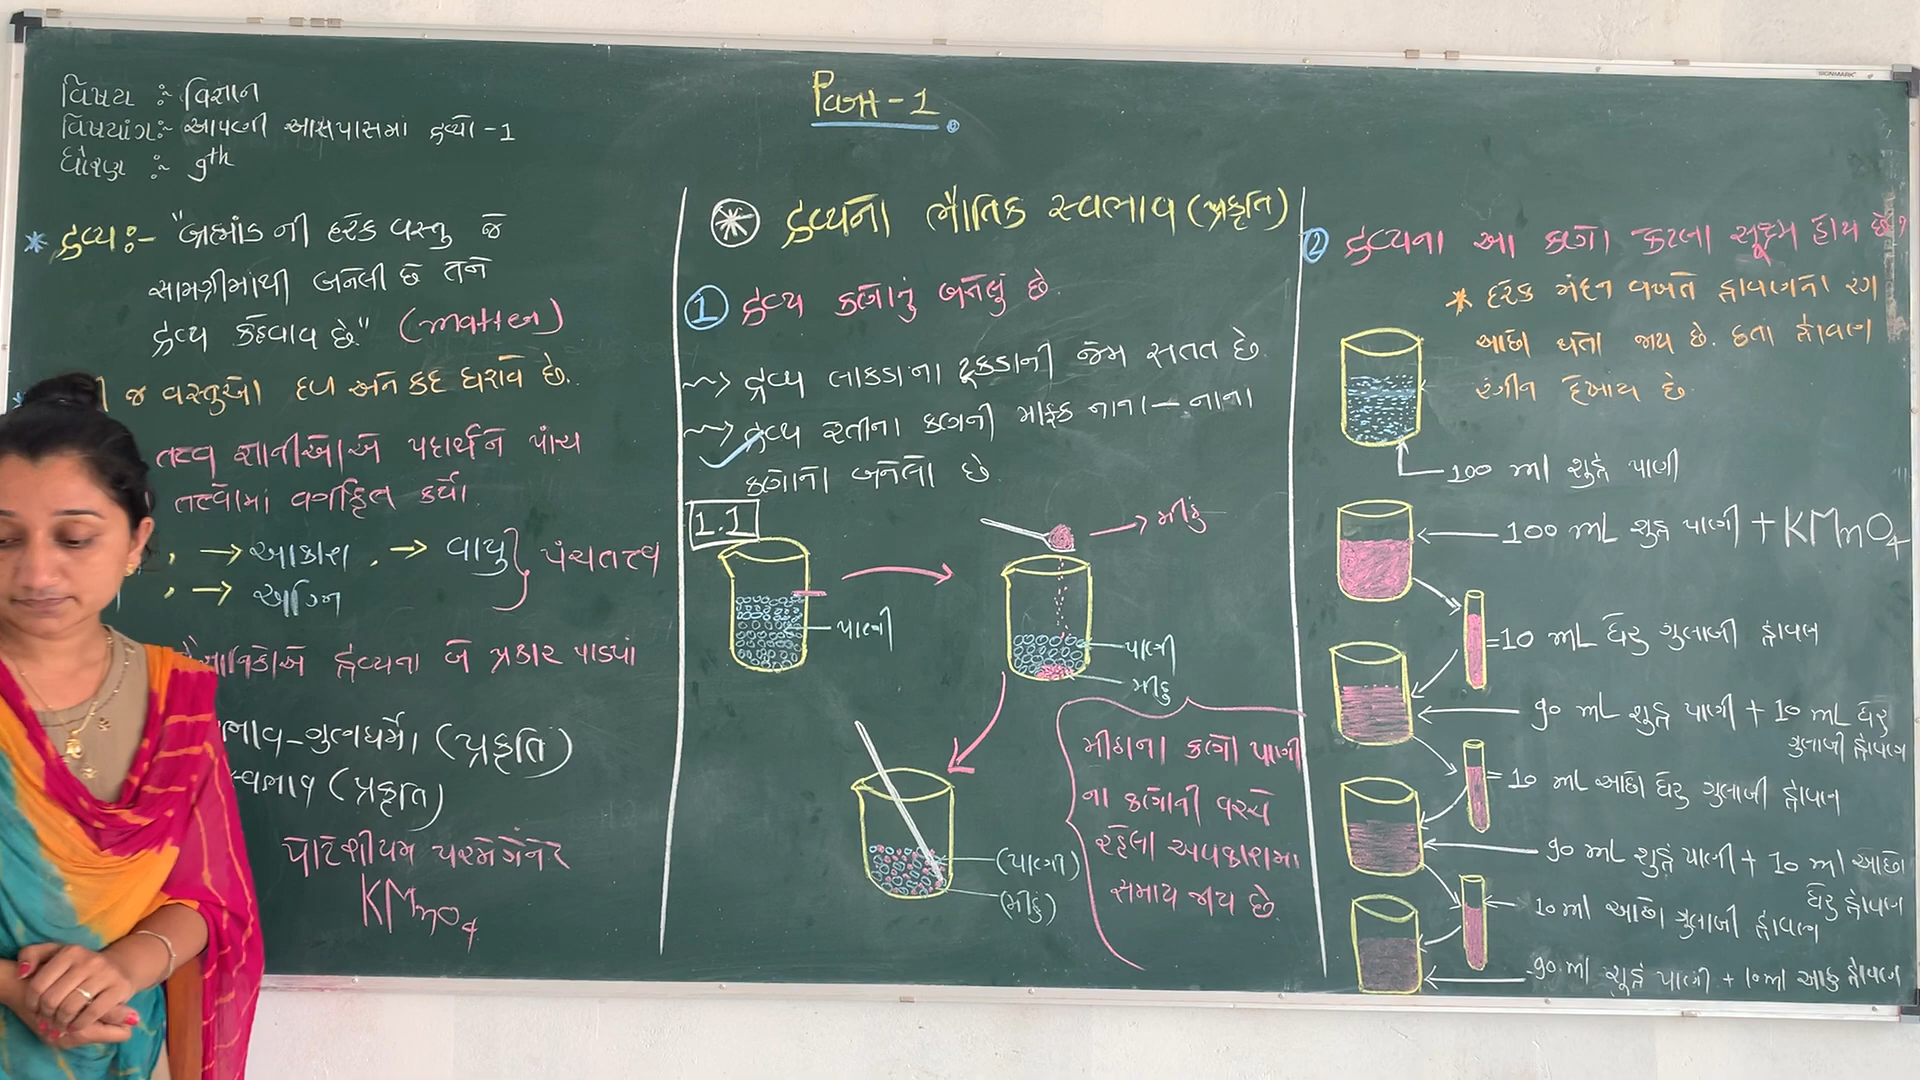 Part-1
વિષય : વિજ્ઞાન
વિષયાંગ:- આપણી આસપાસમાં દ્રવ્યો -1
ધોરણ :- 9th
* દ્રવ્ય:- "બ્રહ્માંડ ની દરેક વસ્તુ જે
સામગ્રીમાંથી બનેલી છે તેને
દ્રવ્ય કહેવાય છે." (matter)
જ વસ્તુઓ દળ અને કદ ધરાવે છે.
તત્વ જ્ઞાનીઓએ પદાર્થને પાંચ
તત્વોમાં વર્ગીકૃત કર્યા.
, → આકાશ , → વાયુ } પંચતત્ત્વ
, → અગ્નિ
દ્રવ્યના બે પ્રકાર પાડયાં
ગુણધર્મો (પ્રકૃતિ)
સ્વભાવ (પ્રકૃતિ)
પોટેશીયમ પરમેંગેનેટ
KMnO4
* દ્રવ્યનો ભૌતિક સ્વભાવ (પ્રકૃતિ)
1 દ્રવ્ય કણોનું બનેલું છે.
~~> દ્રવ્ય લાકડાના ટૂકડાની જેમ સતત છે.
~~> દ્રવ્ય રેતીના કણની માફક નાના - નાના
કણોનો બનેલો છે.
1.1
મીઠું
પાણી
પાણી
મીઠુ
(પાણી)
(મીઠું)
મીઠાના કણો પાણી
ના કણોની વચ્ચે
રહેલા અવકાશમા
સમાય જાય છે.
2 દ્રવ્યના આ કણો કેટલા સૂક્ષ્મ હોય છે?
* દરેક મંદન વખતે દ્રાવણનો રંગ
આછો થતો જાય છે. છતા દ્રાવણ
રંગીન દેખાય છે.
100 ml શુદ્ધ પાણી
100 mL શુદ્ધ પાણી + KMnO4
=10 mL ઘેરુ ગુલાબી દ્રાવણ
90 mL શુદ્ધ પાણી + 10 mL ઘેરુ
ગુલાબી દ્રાવણ
= 10 mL આછો ઘેરુ ગુલાબી દ્રાવણ
90 mL શુદ્ધ પાણી + 10 ml આછો
ઘેરુ દ્રાવણ
10 ml આછો ગુલાબી દ્રાવણ
90 ml શુદ્ધ પાણી + 10 ml આછુ દ્રાવણ